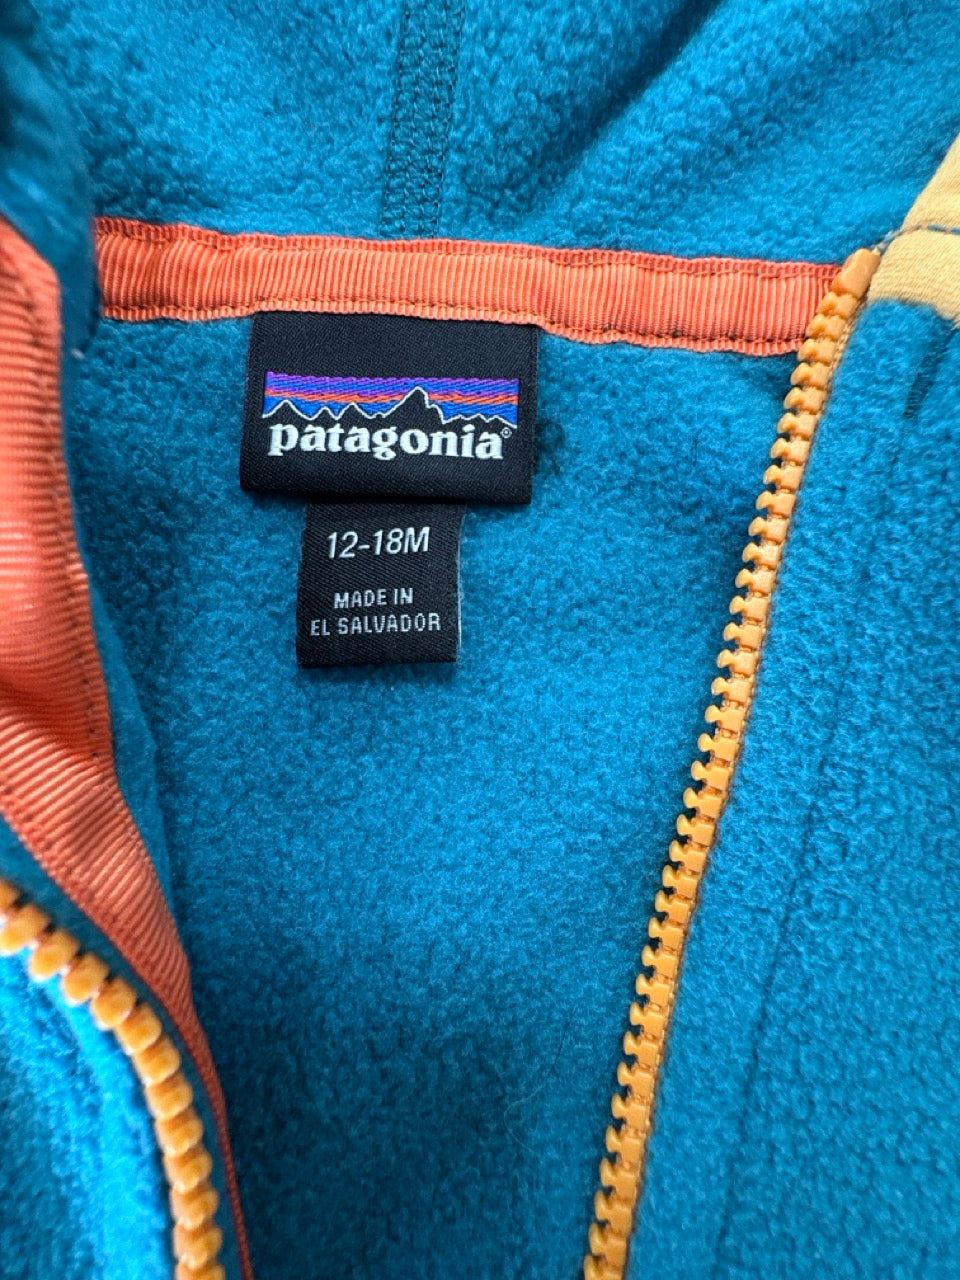 patagonia®
12-18M
MADE IN
EL SALVADOR